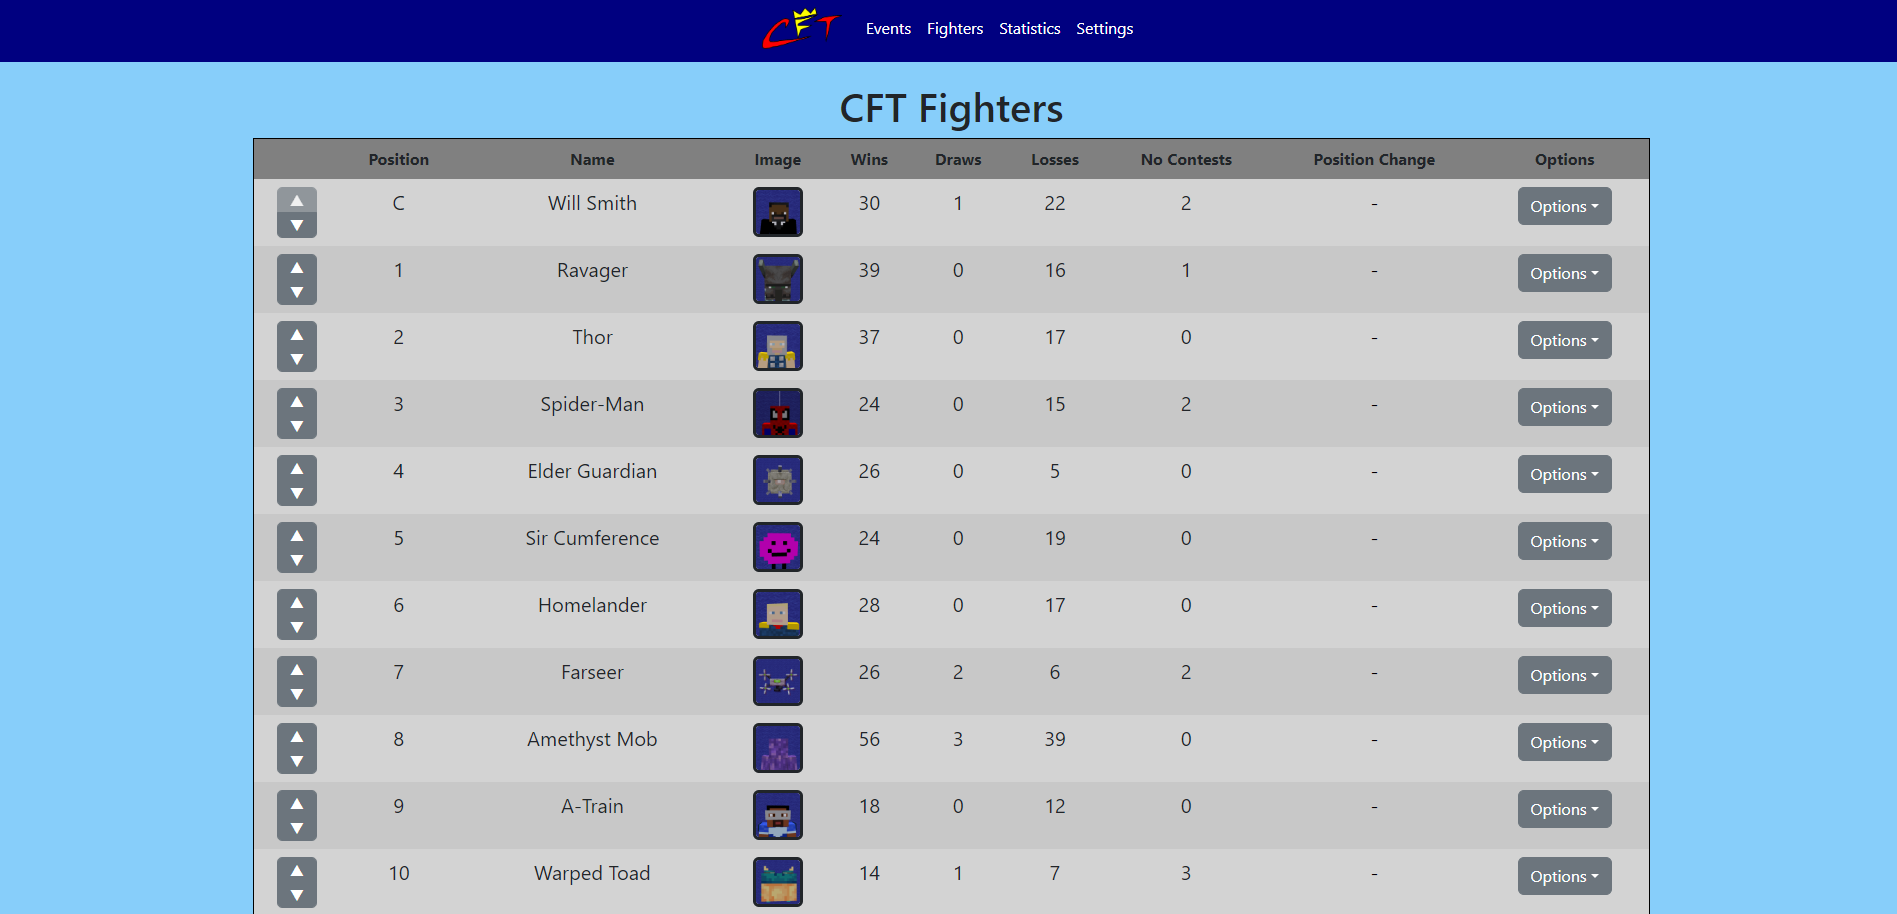 CFT Events Fighters Statistics Settings
CFT Fighters
Position Name Image Wins Draws Losses No Contests Position Change Options
▲ ▼ C Will Smith 30 1 22 2 - Options
▲ ▼ 1 Ravager 39 0 16 1 - Options
▲ ▼ 2 Thor 37 0 17 0 - Options
▲ ▼ 3 Spider-Man 24 0 15 2 - Options
▲ ▼ 4 Elder Guardian 26 0 5 0 - Options
▲ ▼ 5 Sir Cumference 24 0 19 0 - Options
▲ ▼ 6 Homelander 28 0 17 0 - Options
▲ ▼ 7 Farseer 26 2 6 2 - Options
▲ ▼ 8 Amethyst Mob 56 3 39 0 - Options
▲ ▼ 9 A-Train 18 0 12 0 - Options
▲ ▼ 10 Warped Toad 14 1 7 3 - Options